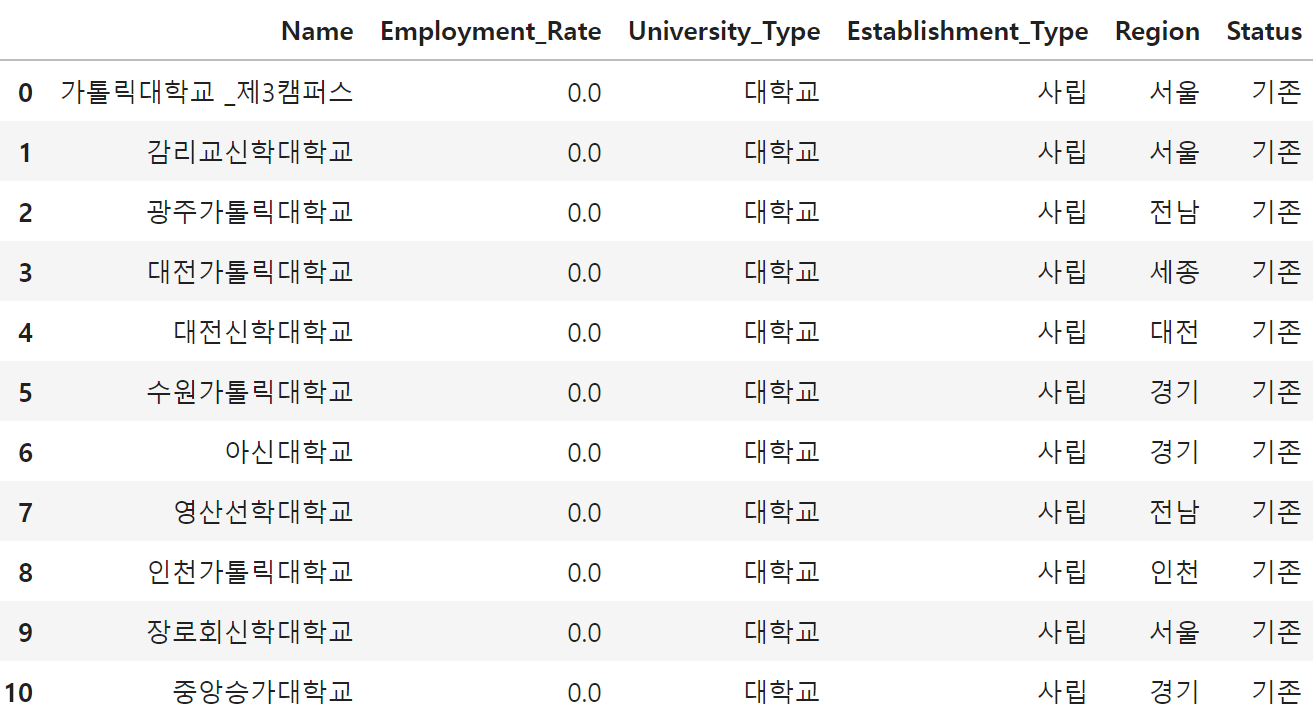 Name Employment_Rate University_Type Establishment_Type Region Status
0 가톨릭대학교 _제3캠퍼스 0.0 대학교 사립 서울 기존
1 감리교신학대학교 0.0 대학교 사립 서울 기존
2 광주가톨릭대학교 0.0 대학교 사립 전남 기존
3 대전가톨릭대학교 0.0 대학교 사립 세종 기존
4 대전신학대학교 0.0 대학교 사립 대전 기존
5 수원가톨릭대학교 0.0 대학교 사립 경기 기존
6 아신대학교 0.0 대학교 사립 경기 기존
7 영산선학대학교 0.0 대학교 사립 전남 기존
8 인천가톨릭대학교 0.0 대학교 사립 인천 기존
9 장로회신학대학교 0.0 대학교 사립 서울 기존
10 중앙승가대학교 0.0 대학교 사립 경기 기존